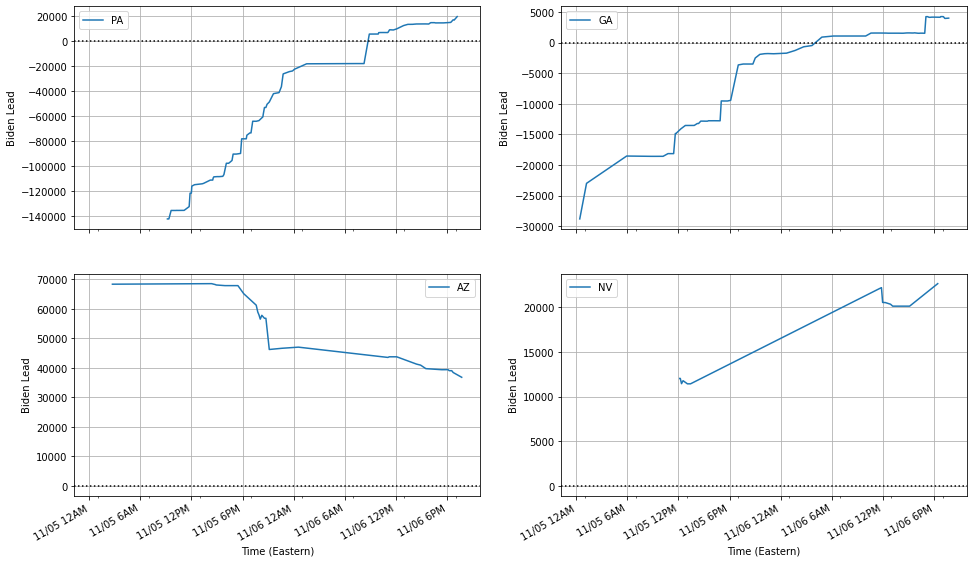 PA
20000
0
−20000
−40000
−60000
−80000
−100000
−120000
−140000
Biden Lead
GA
5000
0
−5000
−10000
−15000
−20000
−25000
−30000
Biden Lead
AZ
70000
60000
50000
40000
30000
20000
10000
0
Biden Lead
11/05 12AM
11/05 6AM
11/05 12PM
11/05 6PM
11/06 12AM
11/06 6AM
11/06 12PM
11/06 6PM
Time (Eastern)
NV
20000
15000
10000
5000
0
Biden Lead
11/05 12AM
11/05 6AM
11/05 12PM
11/05 6PM
11/06 12AM
11/06 6AM
11/06 12PM
11/06 6PM
Time (Eastern)